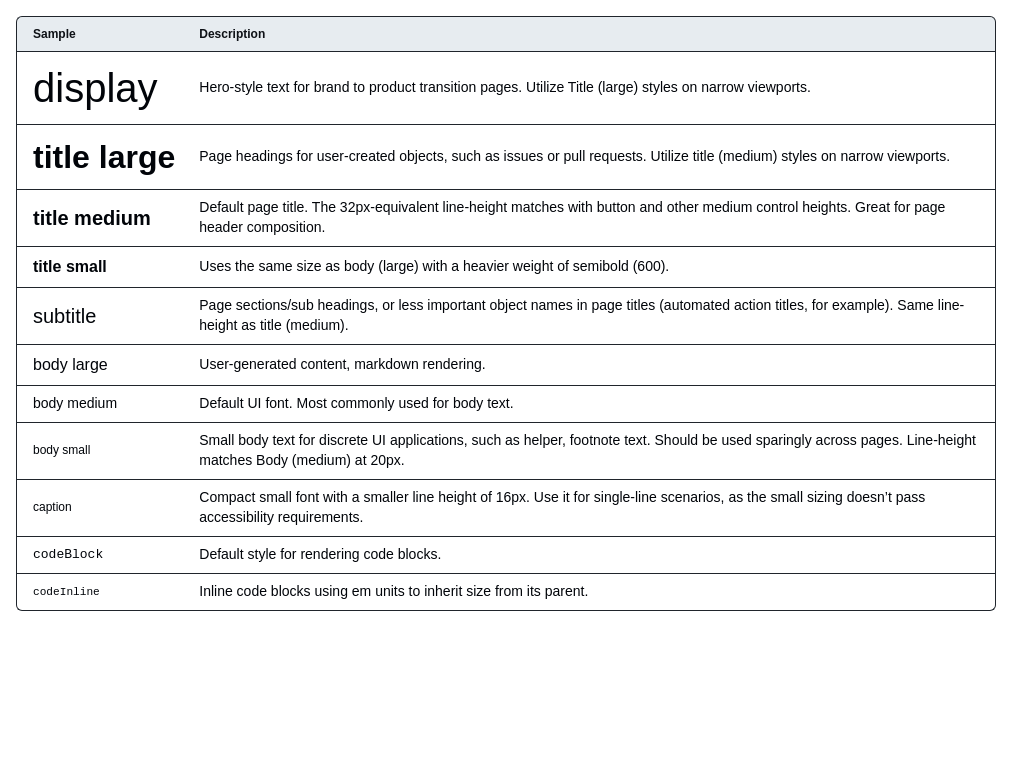 Sample Description
display Hero-style text for brand to product transition pages. Utilize Title (large) styles on narrow viewports.
title large Page headings for user-created objects, such as issues or pull requests. Utilize title (medium) styles on narrow viewports.
title medium Default page title. The 32px-equivalent line-height matches with button and other medium control heights. Great for page
header composition.
title small Uses the same size as body (large) with a heavier weight of semibold (600).
subtitle Page sections/sub headings, or less important object names in page titles (automated action titles, for example). Same line-
height as title (medium).
body large User-generated content, markdown rendering.
body medium Default UI font. Most commonly used for body text.
body small Small body text for discrete UI applications, such as helper, footnote text. Should be used sparingly across pages. Line-height
matches Body (medium) at 20px.
caption Compact small font with a smaller line height of 16px. Use it for single-line scenarios, as the small sizing doesn’t pass
accessibility requirements.
codeBlock Default style for rendering code blocks.
codeInline Inline code blocks using em units to inherit size from its parent.